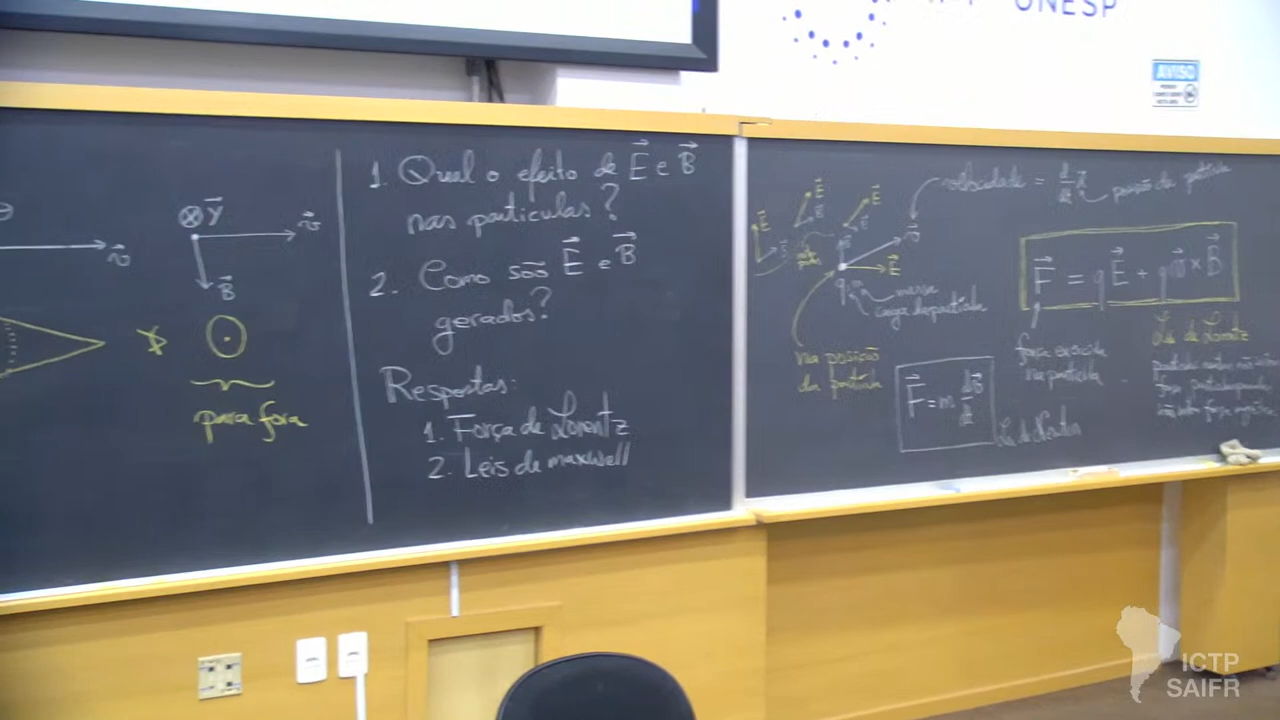 UNESP
AVISO
⊗ Y⃗
v⃗
v⃗
B⃗
para fora
1. Qual o efeito de E⃗ e B⃗
nas partículas?
2. Como são E⃗ e B⃗
gerados?
Respostas:
1. Força de Lorentz
2. Leis de maxwell
E⃗
E⃗
E⃗
v⃗
E⃗
q
velocidade = d/dt x⃗
posição da partícula
massa
carga da partícula
na posição
da partícula
F⃗ = q E⃗ + q v⃗ × B⃗
força exercida
na partícula
Lei de Lorentz
F⃗ = m dv⃗/dt
Lei de Newton
ICTP
SAIFR